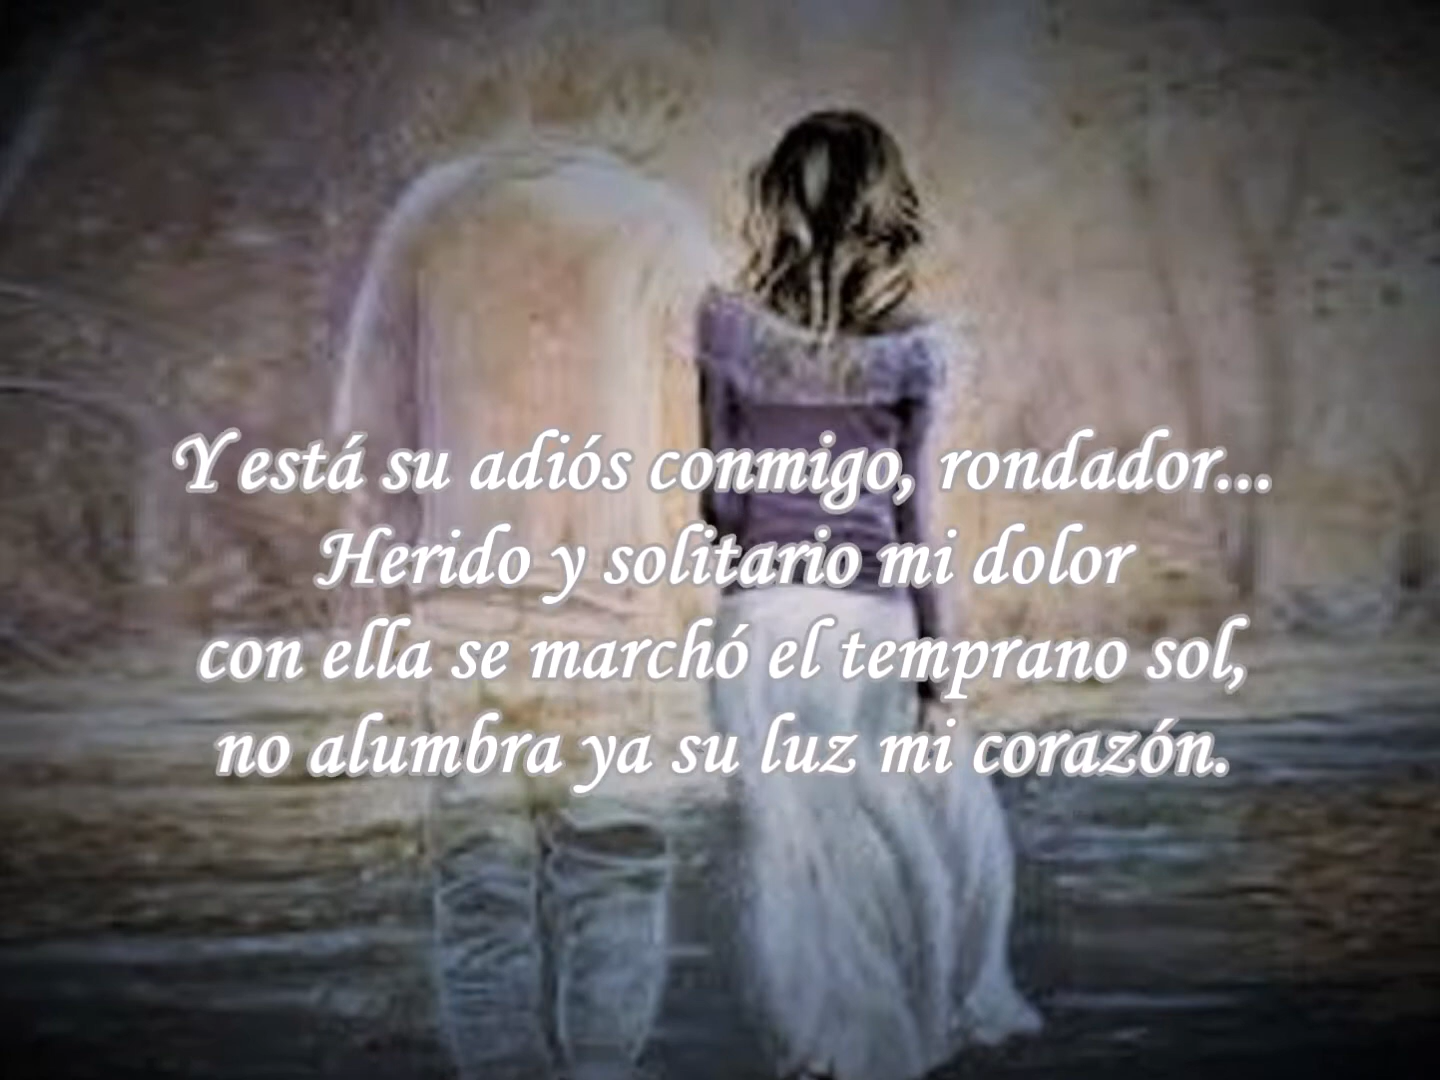 Y está su adiós conmigo, rondador...
Herido y solitario mi dolor
con ella se marchó el temprano sol,
no alumbra ya su luz mi corazón.